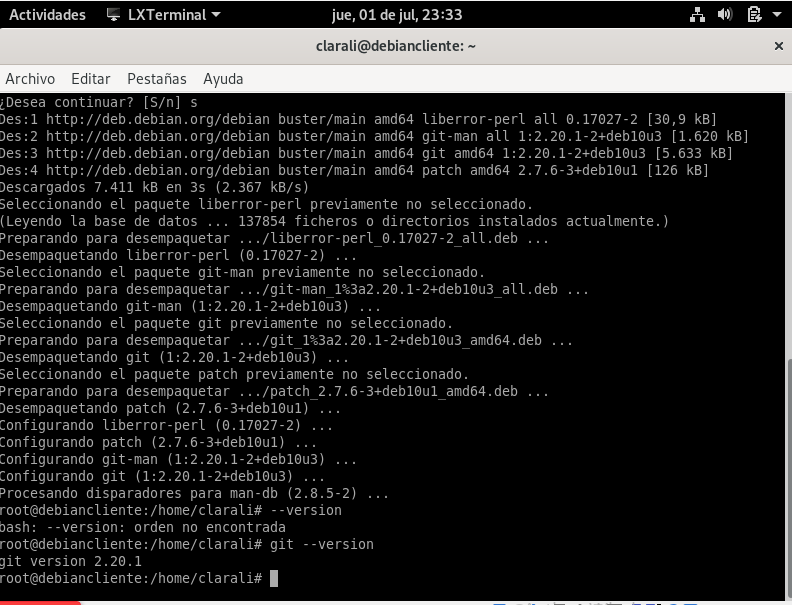 Actividades LXTerminal jue, 01 de jul, 23:33
clarali@debiancliente: ~
Archivo Editar Pestañas Ayuda
¿Desea continuar? [S/n] s
Des:1 http://deb.debian.org/debian buster/main amd64 liberror-perl all 0.17027-2 [30,9 kB]
Des:2 http://deb.debian.org/debian buster/main amd64 git-man all 1:2.20.1-2+deb10u3 [1.620 kB]
Des:3 http://deb.debian.org/debian buster/main amd64 git amd64 1:2.20.1-2+deb10u3 [5.633 kB]
Des:4 http://deb.debian.org/debian buster/main amd64 patch amd64 2.7.6-3+deb10u1 [126 kB]
Descargados 7.411 kB en 3s (2.367 kB/s)
Seleccionando el paquete liberror-perl previamente no seleccionado.
(Leyendo la base de datos ... 137854 ficheros o directorios instalados actualmente.)
Preparando para desempaquetar .../liberror-perl_0.17027-2_all.deb ...
Desempaquetando liberror-perl (0.17027-2) ...
Seleccionando el paquete git-man previamente no seleccionado.
Preparando para desempaquetar .../git-man_1%3a2.20.1-2+deb10u3_all.deb ...
Desempaquetando git-man (1:2.20.1-2+deb10u3) ...
Seleccionando el paquete git previamente no seleccionado.
Preparando para desempaquetar .../git_1%3a2.20.1-2+deb10u3_amd64.deb ...
Desempaquetando git (1:2.20.1-2+deb10u3) ...
Seleccionando el paquete patch previamente no seleccionado.
Preparando para desempaquetar .../patch_2.7.6-3+deb10u1_amd64.deb ...
Desempaquetando patch (2.7.6-3+deb10u1) ...
Configurando liberror-perl (0.17027-2) ...
Configurando patch (2.7.6-3+deb10u1) ...
Configurando git-man (1:2.20.1-2+deb10u3) ...
Configurando git (1:2.20.1-2+deb10u3) ...
Procesando disparadores para man-db (2.8.5-2) ...
root@debiancliente:/home/clarali# --version
bash: --version: orden no encontrada
root@debiancliente:/home/clarali# git --version
git version 2.20.1
root@debiancliente:/home/clarali#